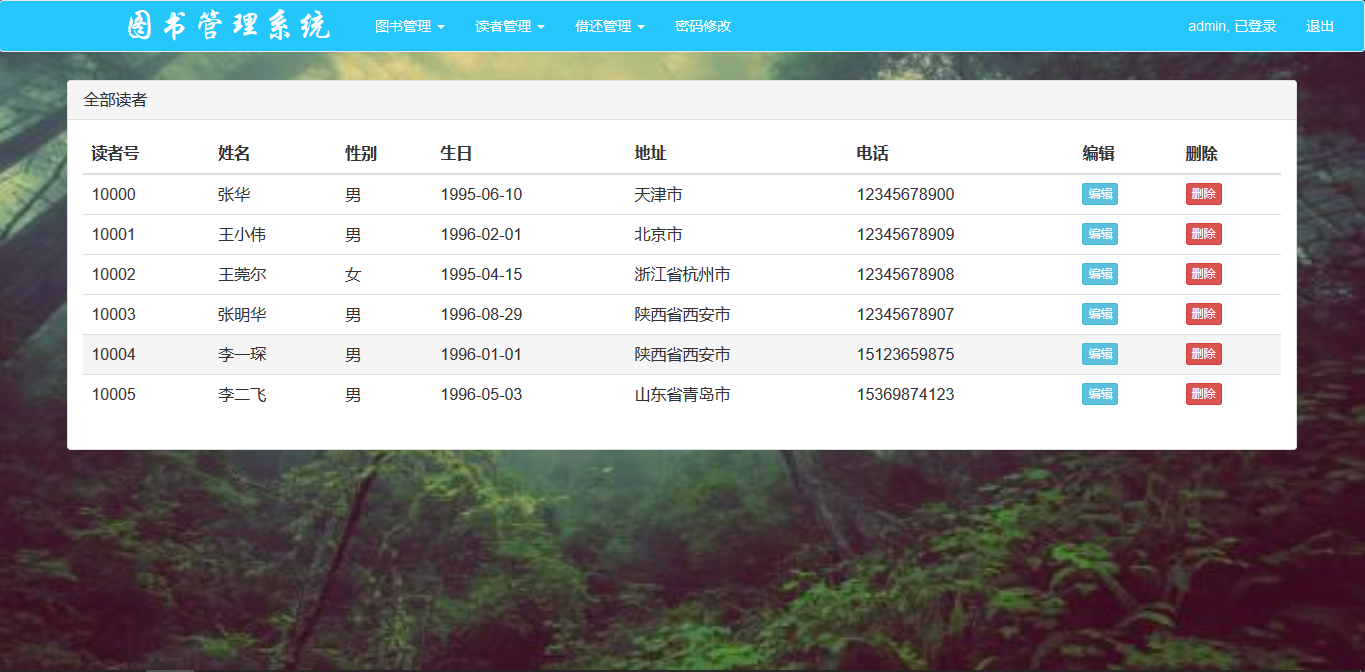 图书管理系统 图书管理 读者管理 借还管理 密码修改 admin, 已登录 退出
全部读者
读者号 姓名 性别 生日 地址 电话 编辑 删除
10000 张华 男 1995-06-10 天津市 12345678900 编辑 删除
10001 王小伟 男 1996-02-01 北京市 12345678909 编辑 删除
10002 王莞尔 女 1995-04-15 浙江省杭州市 12345678908 编辑 删除
10003 张明华 男 1996-08-29 陕西省西安市 12345678907 编辑 删除
10004 李一琛 男 1996-01-01 陕西省西安市 15123659875 编辑 删除
10005 李二飞 男 1996-05-03 山东省青岛市 15369874123 编辑 删除